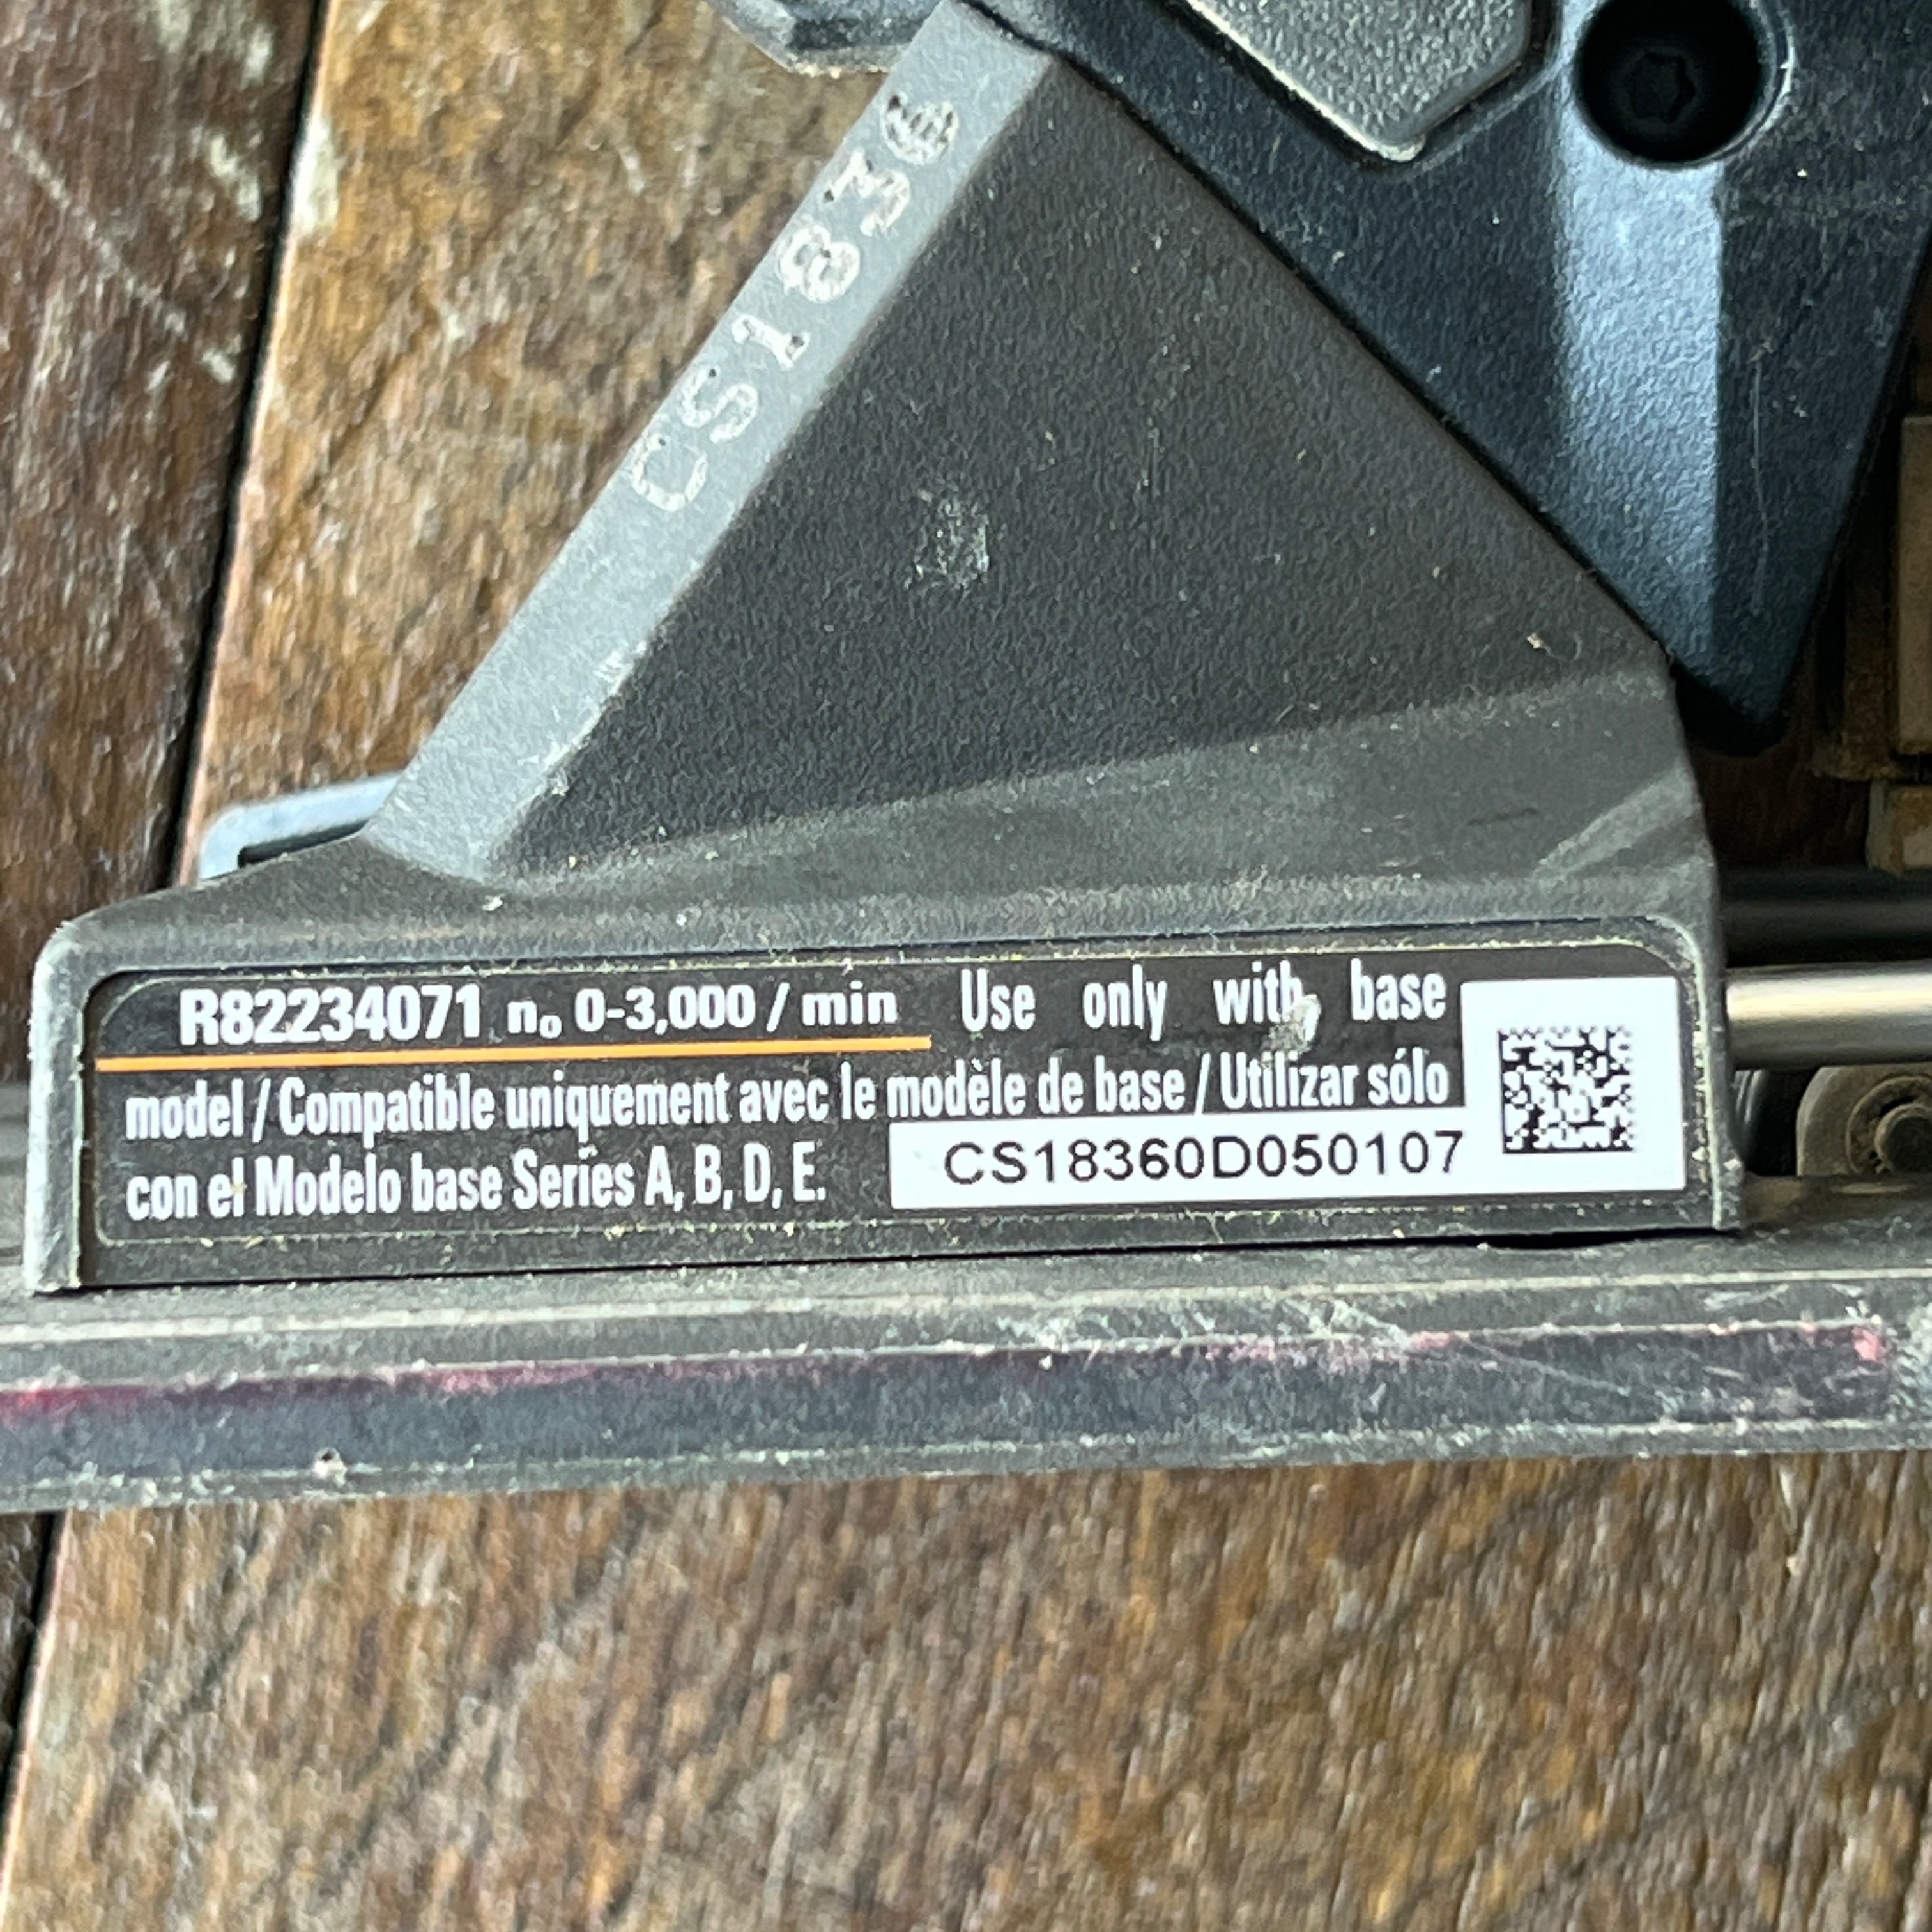 CS1836
R82234071 n₀ 0-3,000 / min Use only with base
model / Compatible uniquement avec le modèle de base / Utilizar sólo
con el Modelo base Series A, B, D, E.
CS18360D050107